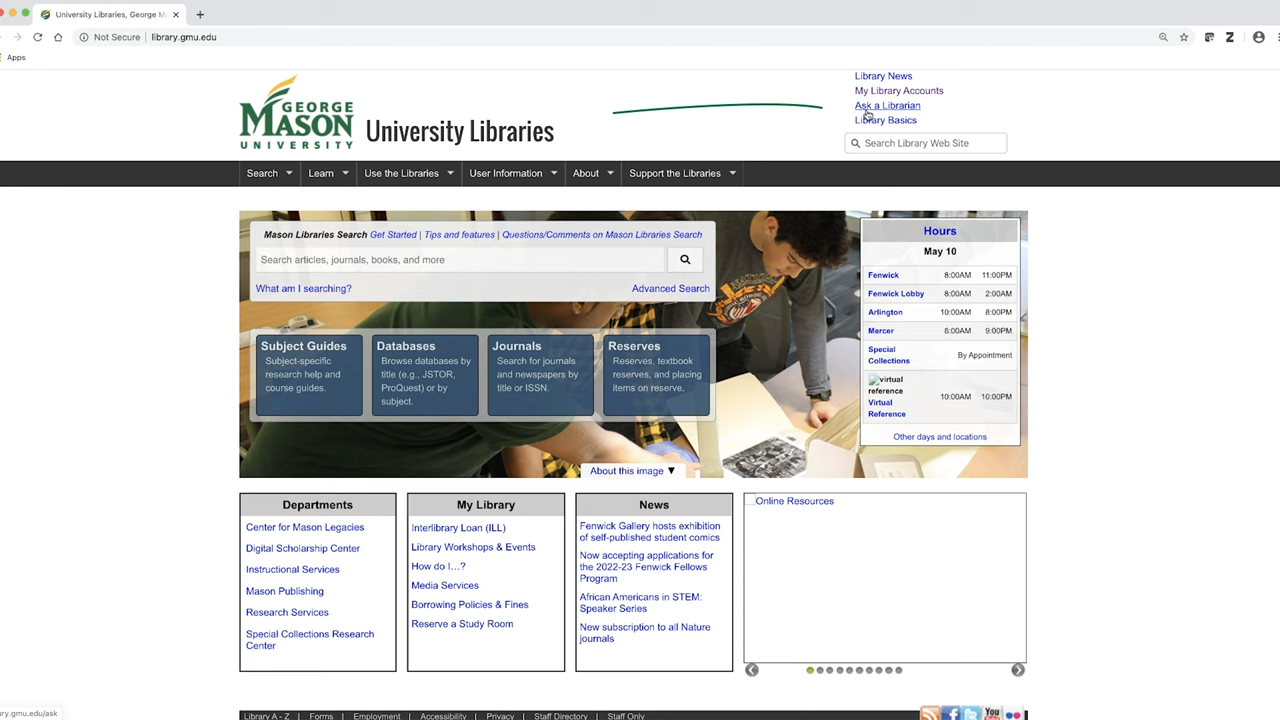 University Libraries, George M
Not Secure
library.gmu.edu
Apps
Library News
My Library Accounts
Ask a Librarian
Library Basics
GEORGE
MASON
UNIVERSITY
University Libraries
Search Library Web Site
Search
Learn
Use the Libraries
User Information
About
Support the Libraries
Mason Libraries Search Get Started | Tips and features | Questions/Comments on Mason Libraries Search
Search articles, journals, books, and more
What am I searching?
Advanced Search
Subject Guides
Subject-specific
research help and
course guides.
Databases
Browse databases by
title (e.g., JSTOR,
ProQuest) or by
subject.
Journals
Search for journals
and newspapers by
title or ISSN.
Reserves
Reserves, textbook
reserves, and placing
items on reserve.
About this image ▼
Hours
May 10
Fenwick 8:00AM 11:00PM
Fenwick Lobby 8:00AM 2:00AM
Arlington 10:00AM 8:00PM
Mercer 8:00AM 9:00PM
Special
Collections By Appointment
virtual
reference
Virtual
Reference 10:00AM 10:00PM
Other days and locations
Departments
Center for Mason Legacies
Digital Scholarship Center
Instructional Services
Mason Publishing
Research Services
Special Collections Research
Center
My Library
Interlibrary Loan (ILL)
Library Workshops & Events
How do I...?
Media Services
Borrowing Policies & Fines
Reserve a Study Room
News
Fenwick Gallery hosts exhibition
of self-published student comics
Now accepting applications for
the 2022-23 Fenwick Fellows
Program
African Americans in STEM:
Speaker Series
New subscription to all Nature
journals
Online Resources
Library A - Z | Forms | Employment | Accessibility | Privacy | Staff Directory | Staff Only
You
ary.gmu.edu/ask